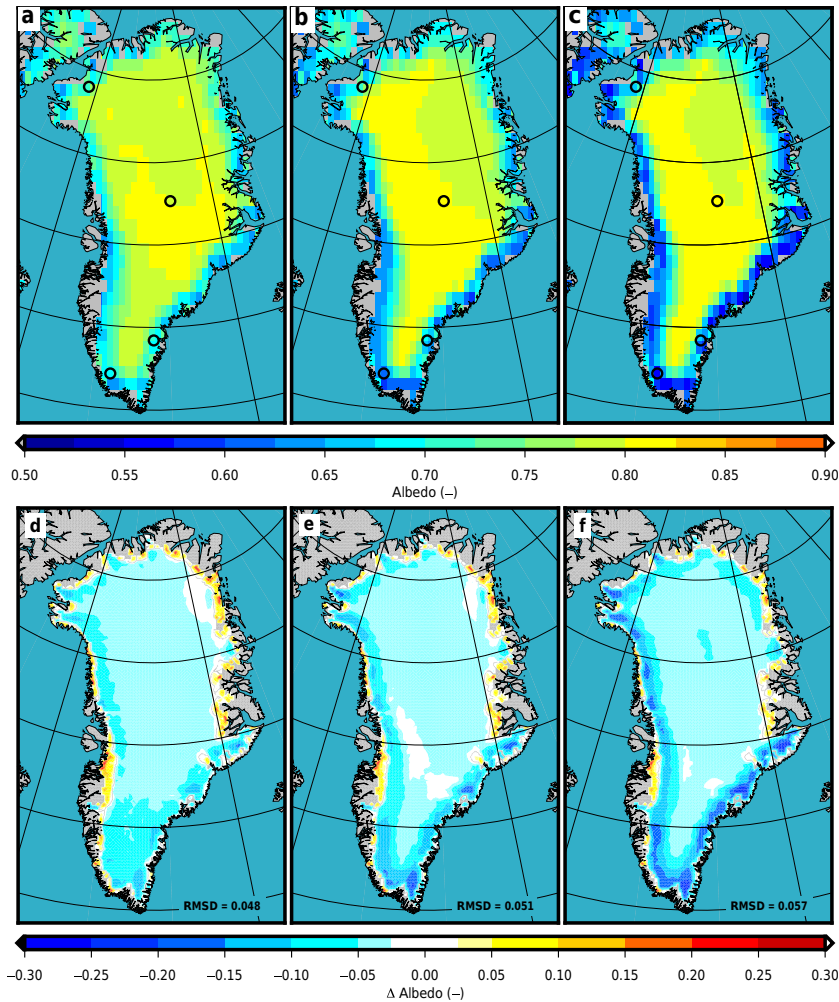 a b c
0.50 0.55 0.60 0.65 0.70 0.75 0.80 0.85 0.90
Albedo (–)
d e f
RMSD = 0.048 RMSD = 0.051 RMSD = 0.057
−0.30 −0.25 −0.20 −0.15 −0.10 −0.05 0.00 0.05 0.10 0.15 0.20 0.25 0.30
Δ Albedo (–)